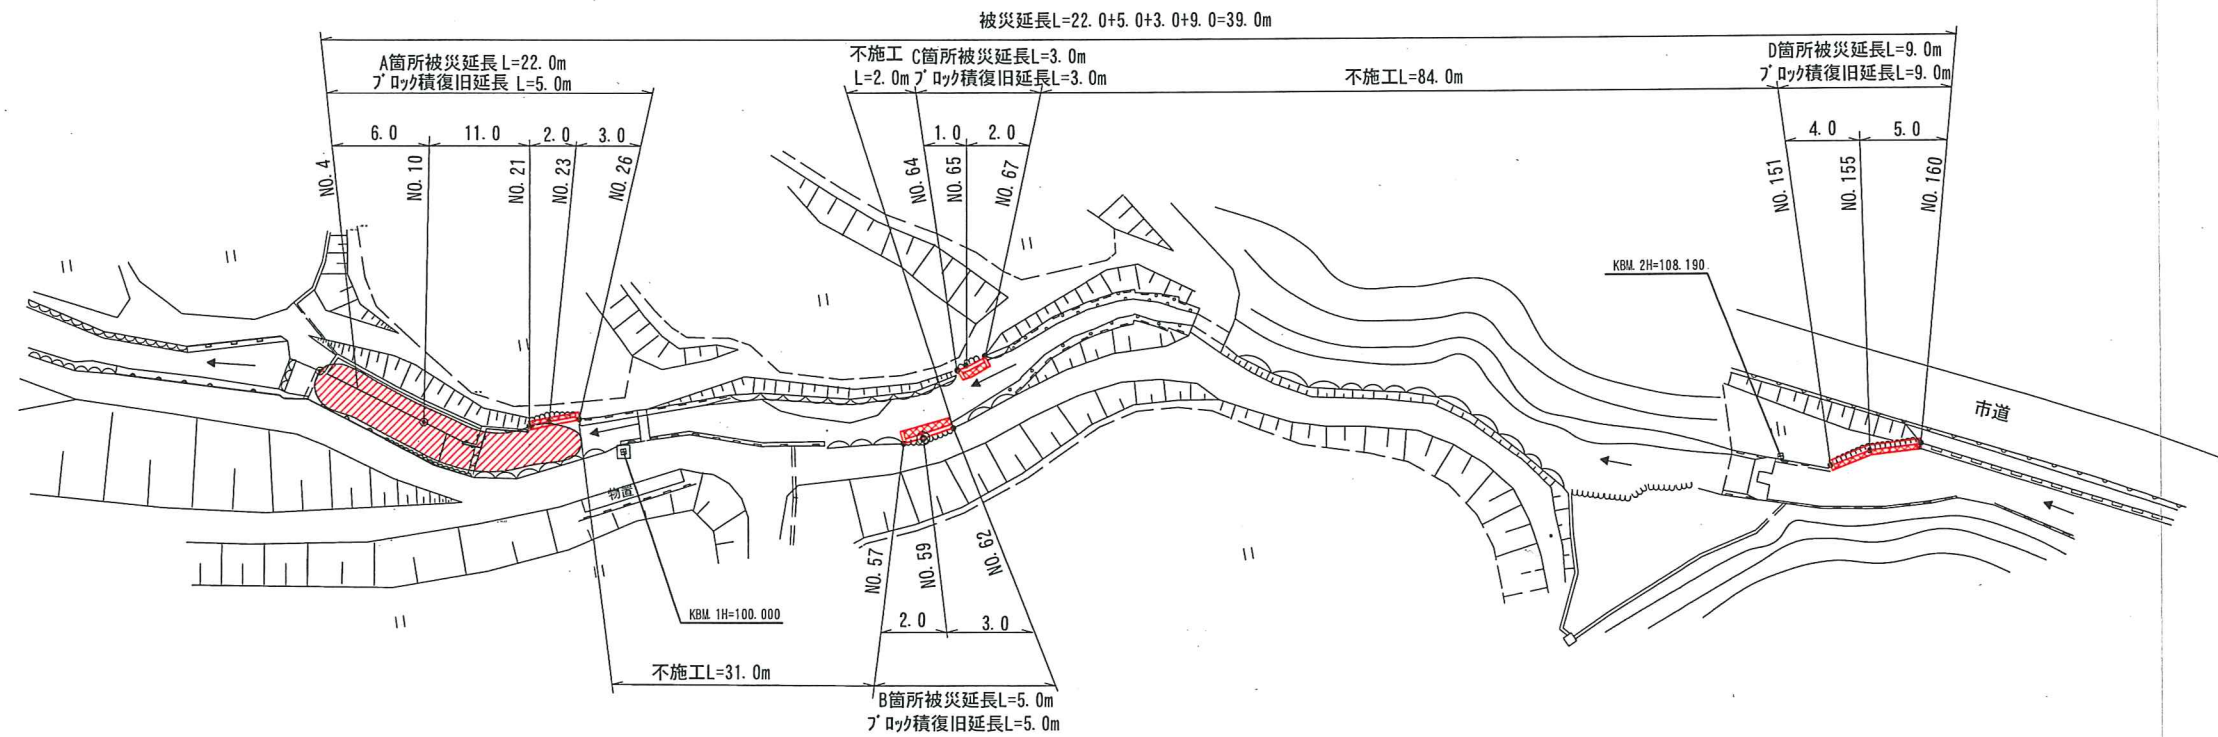 被災延長L=22.0+5.0+3.0+9.0=39.0m
A箇所被災延長 L=22.0m
ブロック積復旧延長 L=5.0m
不施工
L=2.0m
C箇所被災延長L=3.0m
ブロック積復旧延長L=3.0m
不施工L=84.0m
D箇所被災延長L=9.0m
ブロック積復旧延長L=9.0m
6.0
11.0
2.0
3.0
1.0
2.0
4.0
5.0
NO.4
NO.10
NO.21
NO.23
NO.26
NO.64
NO.65
NO.67
NO.151
NO.155
NO.160
KBM.2H=108.190
市道
物置
KBM.1H=100.000
NO.57
NO.59
NO.62
2.0
3.0
不施工L=31.0m
B箇所被災延長L=5.0m
ブロック積復旧延長L=5.0m